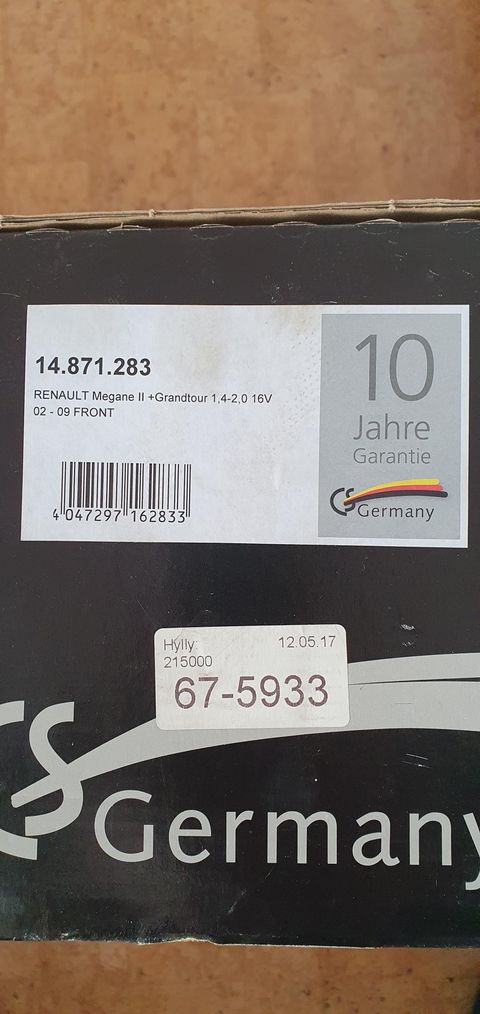 14.871.283
RENAULT Megane II +Grandtour 1,4-2,0 16V
02 - 09 FRONT
4 047297 162833
10
Jahre
Garantie
CS Germany
Hylly: 12.05.17
215000
67-5933
CS Germany